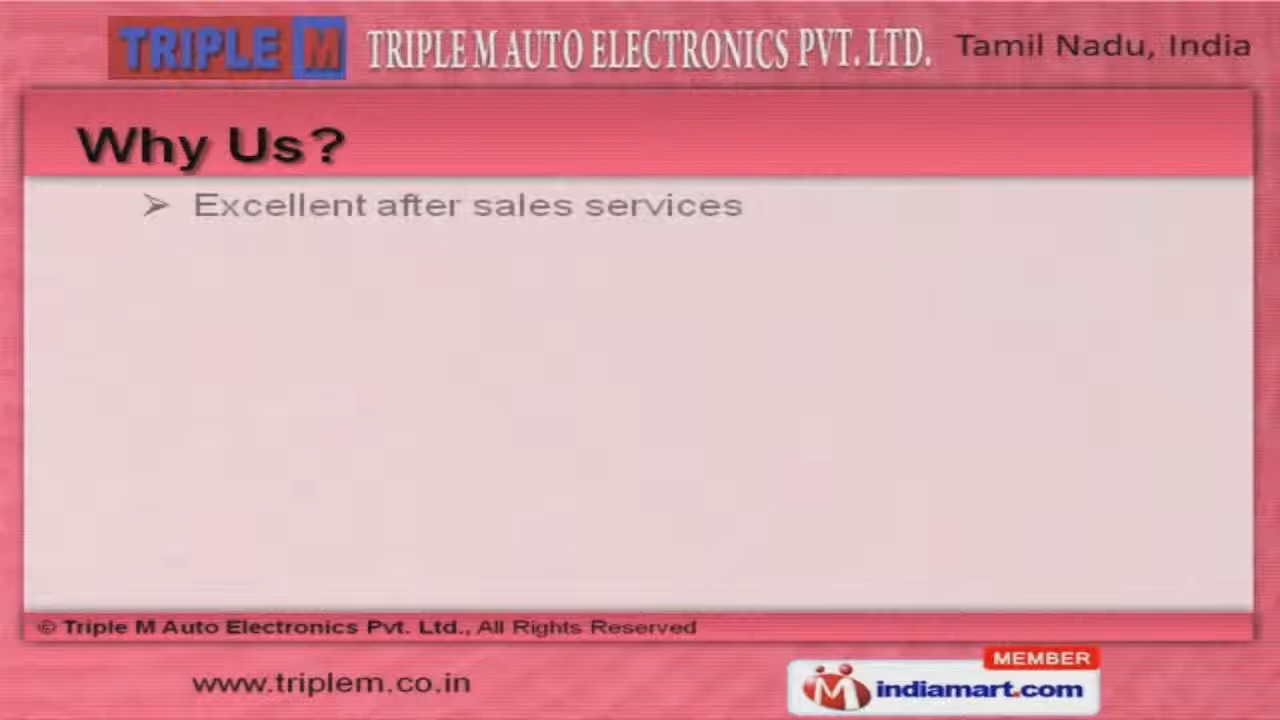 TRIPLE M TRIPLE M AUTO ELECTRONICS PVT. LTD. Tamil Nadu, India
Why Us?
➢ Excellent after sales services
© Triple M Auto Electronics Pvt. Ltd., All Rights Reserved
MEMBER
www.triplem.co.in
indiamart.com